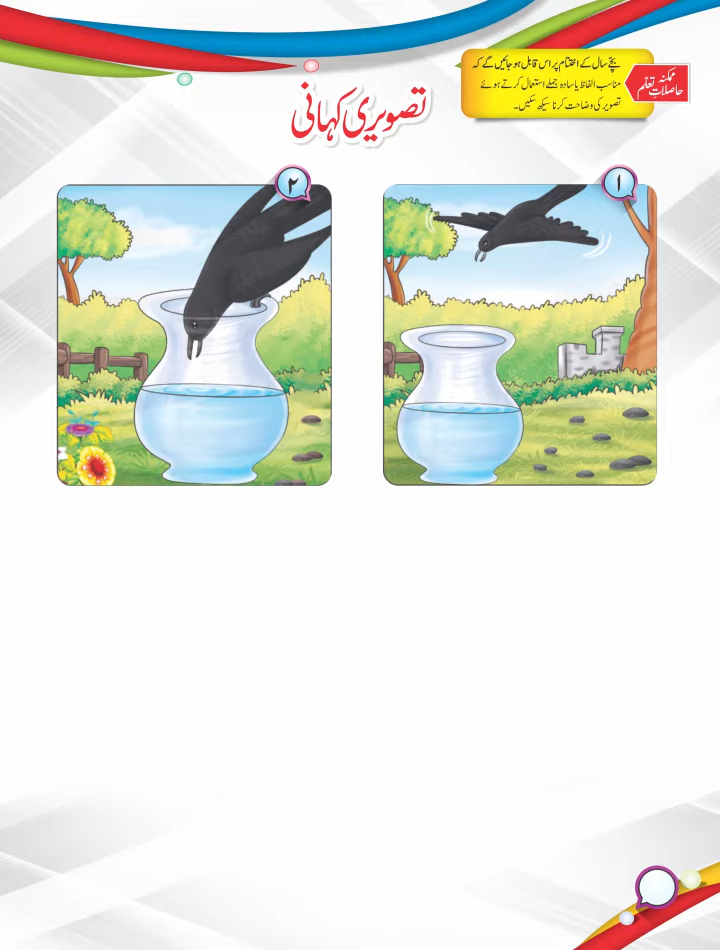 ممکنہ
حاصلاتِ تعلّم
بچّے سال کے اختتام پر اس قابل ہو جائیں گے کہ
مناسب الفاظ یا سادہ جملے استعمال کرتے ہوئے
تصویر کی وضاحت کرنا سیکھ سکیں۔
تصویری کہانی
۱
۲